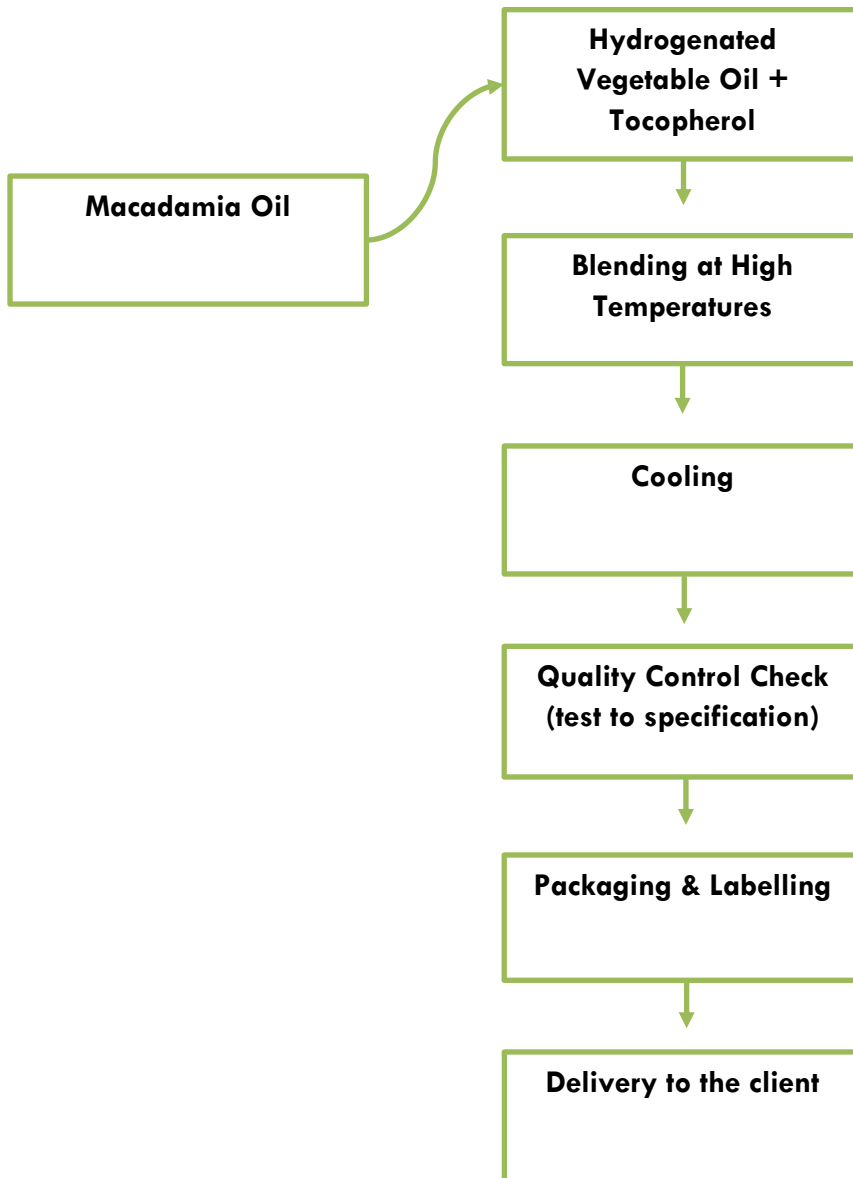 Hydrogenated
Vegetable Oil +
Tocopherol
Macadamia Oil
Blending at High
Temperatures
Cooling
Quality Control Check
(test to specification)
Packaging & Labelling
Delivery to the client